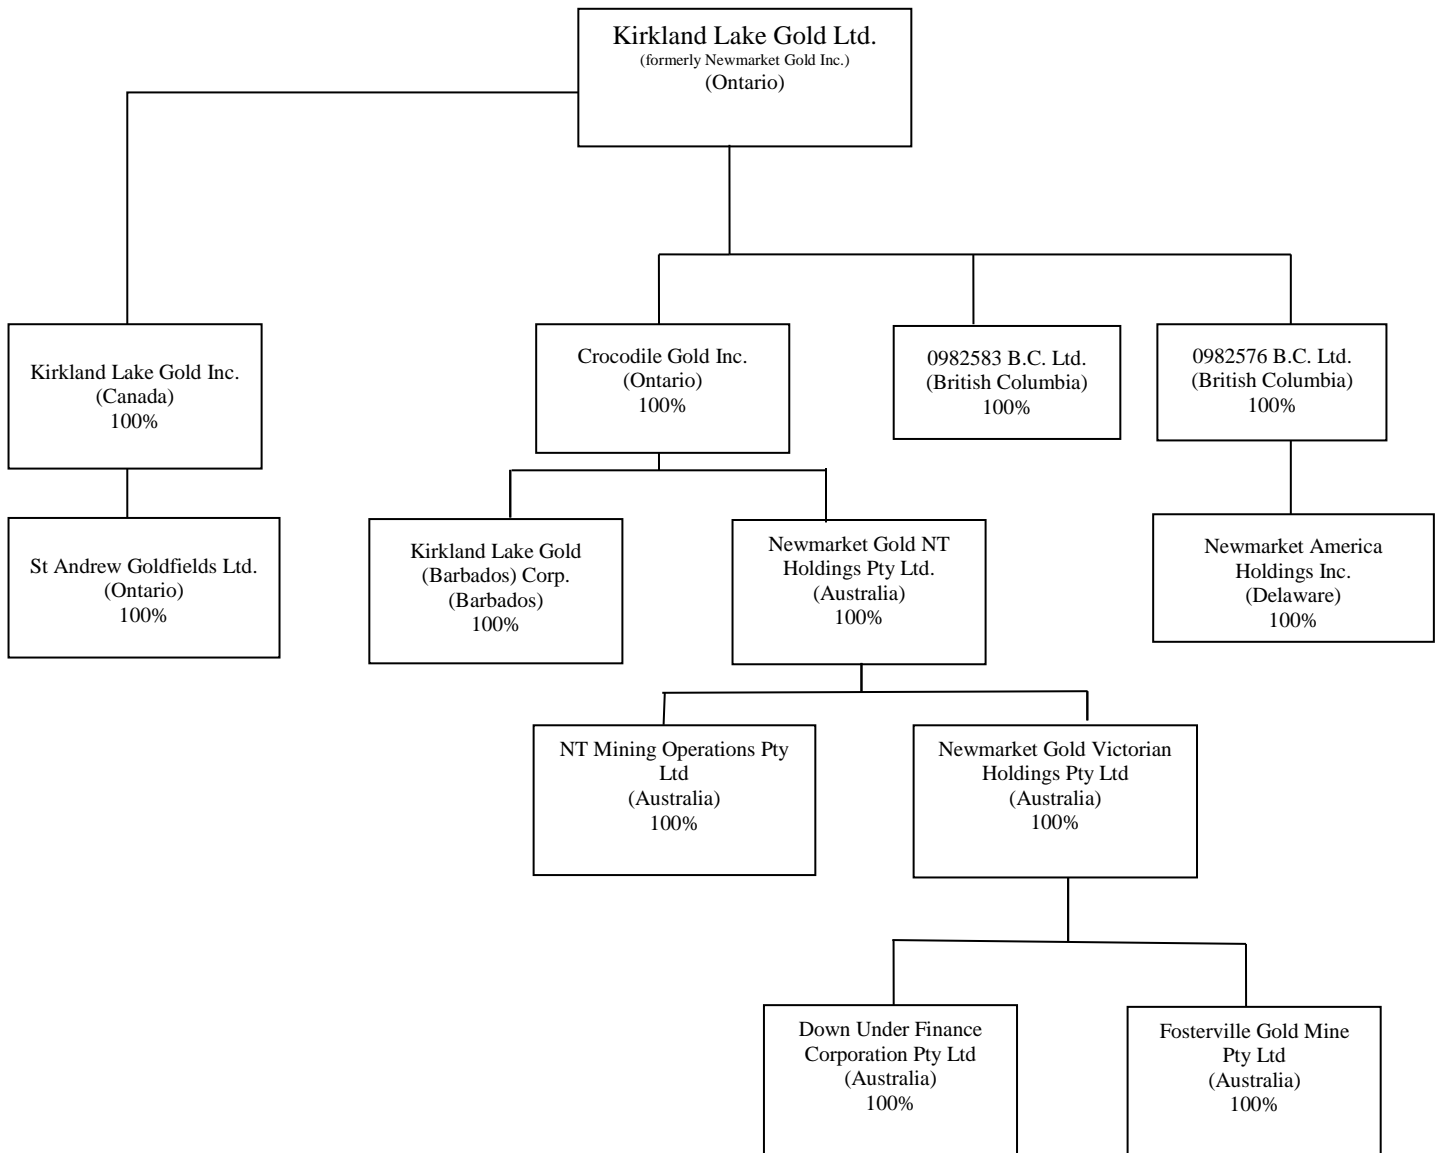 Kirkland Lake Gold Ltd.
(formerly Newmarket Gold Inc.)
(Ontario)
Kirkland Lake Gold Inc.
(Canada)
100%
Crocodile Gold Inc.
(Ontario)
100%
0982583 B.C. Ltd.
(British Columbia)
100%
0982576 B.C. Ltd.
(British Columbia)
100%
St Andrew Goldfields Ltd.
(Ontario)
100%
Kirkland Lake Gold
(Barbados) Corp.
(Barbados)
100%
Newmarket Gold NT
Holdings Pty Ltd.
(Australia)
100%
Newmarket America
Holdings Inc.
(Delaware)
100%
NT Mining Operations Pty
Ltd
(Australia)
100%
Newmarket Gold Victorian
Holdings Pty Ltd
(Australia)
100%
Down Under Finance
Corporation Pty Ltd
(Australia)
100%
Fosterville Gold Mine
Pty Ltd
(Australia)
100%